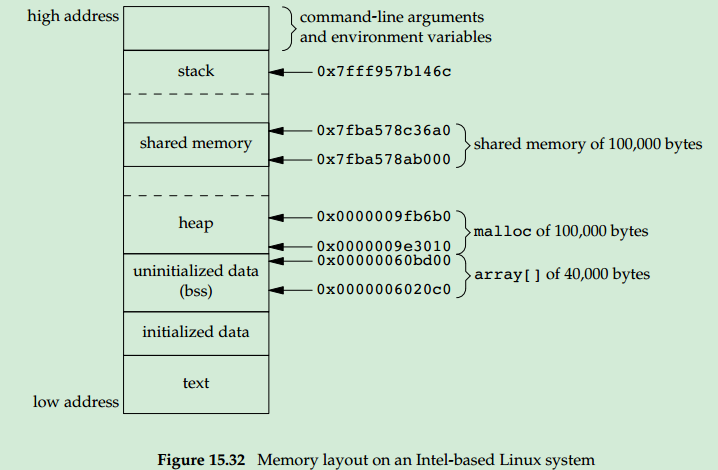 high address
command-line arguments
and environment variables
stack
0x7fff957b146c
shared memory
0x7fba578c36a0
0x7fba578ab000
shared memory of 100,000 bytes
heap
0x0000009fb6b0
0x0000009e3010
malloc of 100,000 bytes
uninitialized data
(bss)
0x00000060bd00
0x0000006020c0
array[] of 40,000 bytes
initialized data
text
low address
Figure 15.32 Memory layout on an Intel-based Linux system